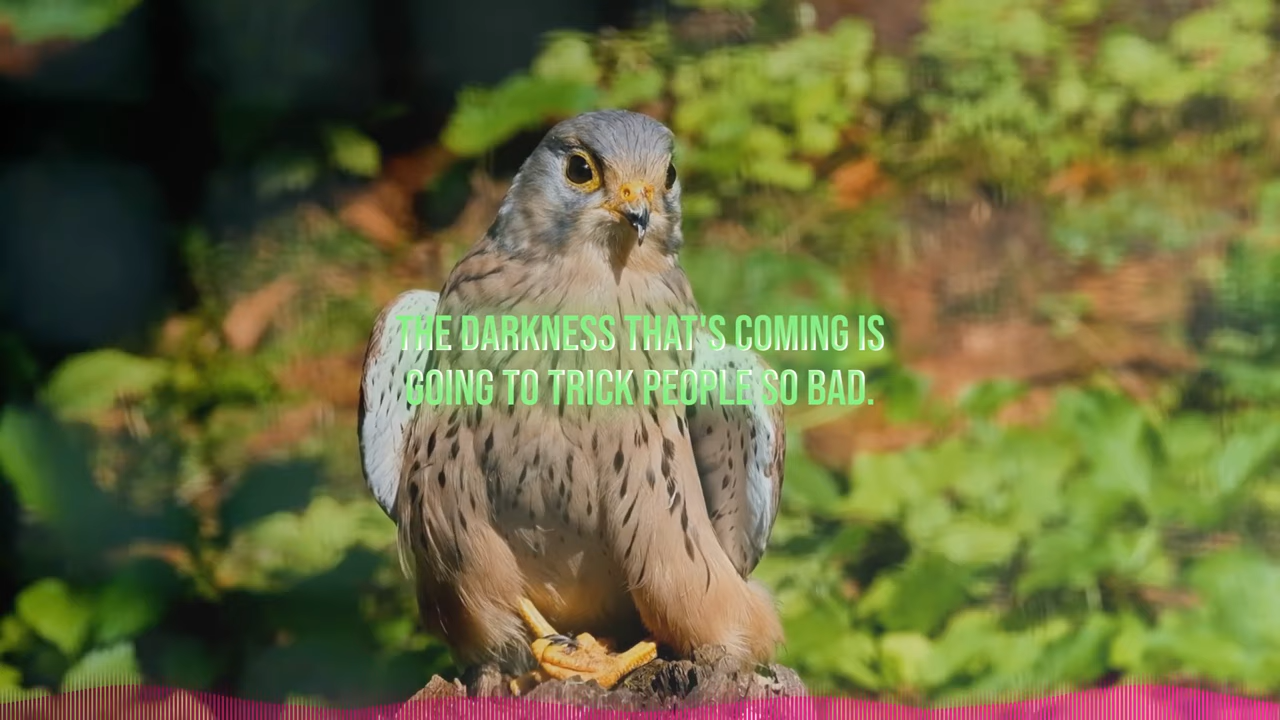 THE DARKNESS THAT'S COMING IS
GOING TO TRICK PEOPLE SO BAD.